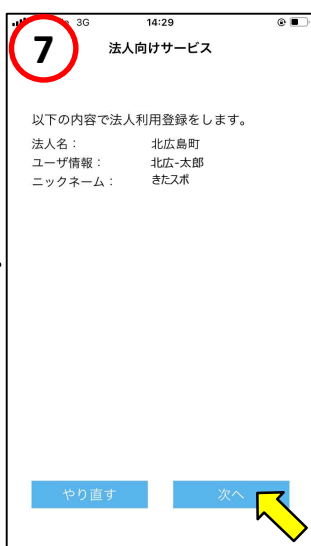 3G 14:29
7
法人向けサービス
以下の内容で法人利用登録をします。
法人名： 北広島町
ユーザ情報： 北広-太郎
ニックネーム： きたスポ
やり直す 次へ